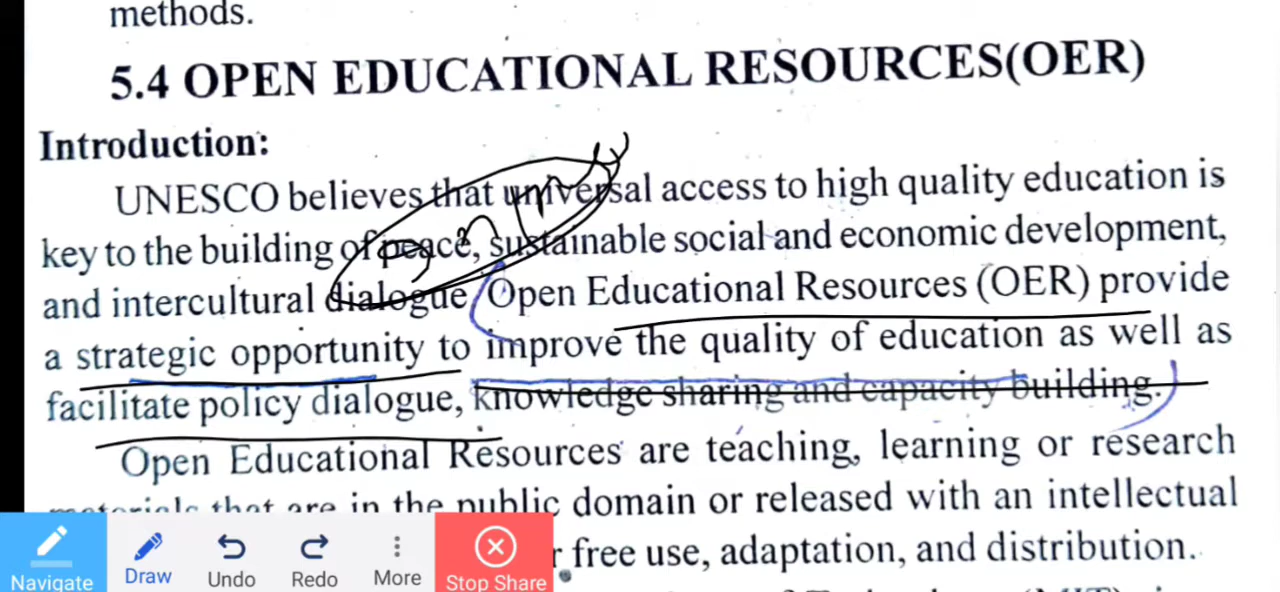 methods.
5.4 OPEN EDUCATIONAL RESOURCES(OER)
Introduction:
UNESCO believes that universal access to high quality education is
key to the building of peace, sustainable social and economic development,
and intercultural dialogue Open Educational Resources (OER) provide
a strategic opportunity to improve the quality of education as well as
facilitate policy dialogue, knowledge sharing and capacity building.
Open Educational Resources are teaching, learning or research
materials that are in the public domain or released with an intellectual
free use, adaptation, and distribution.
Navigate Draw Undo Redo More Stop Share